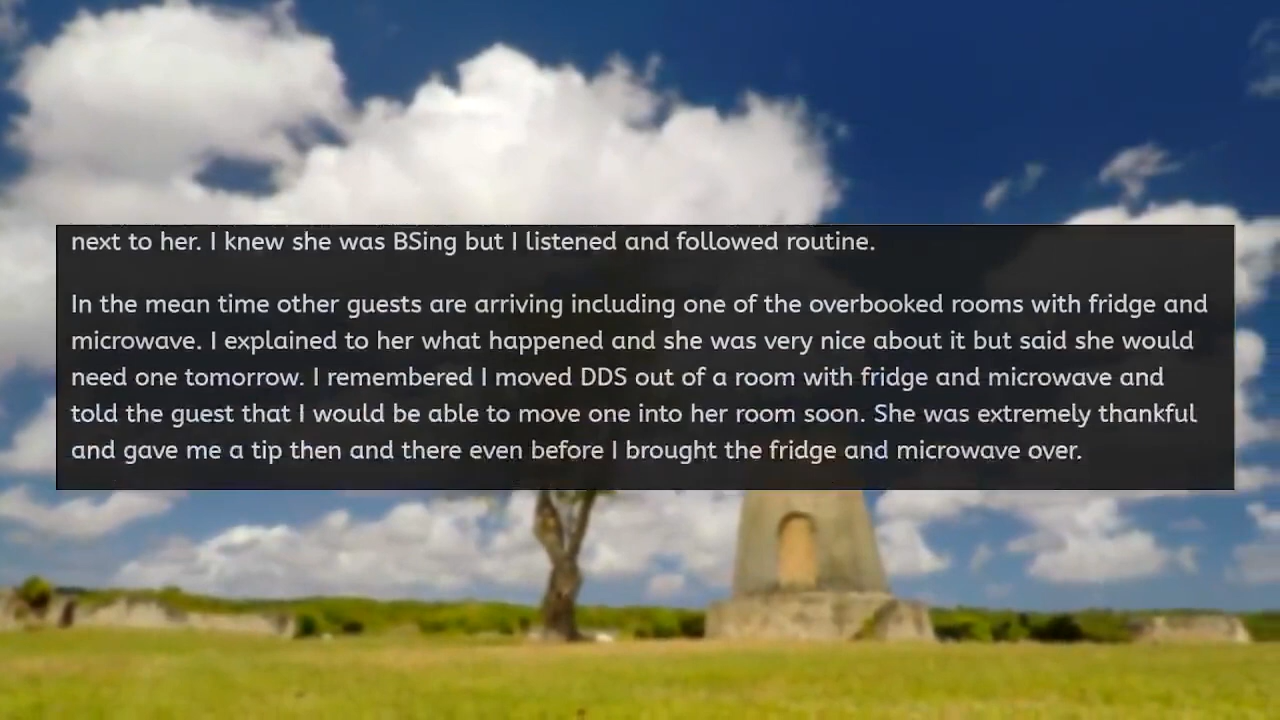 next to her. I knew she was BSing but I listened and followed routine.
In the mean time other guests are arriving including one of the overbooked rooms with fridge and
microwave. I explained to her what happened and she was very nice about it but said she would
need one tomorrow. I remembered I moved DDS out of a room with fridge and microwave and
told the guest that I would be able to move one into her room soon. She was extremely thankful
and gave me a tip then and there even before I brought the fridge and microwave over.